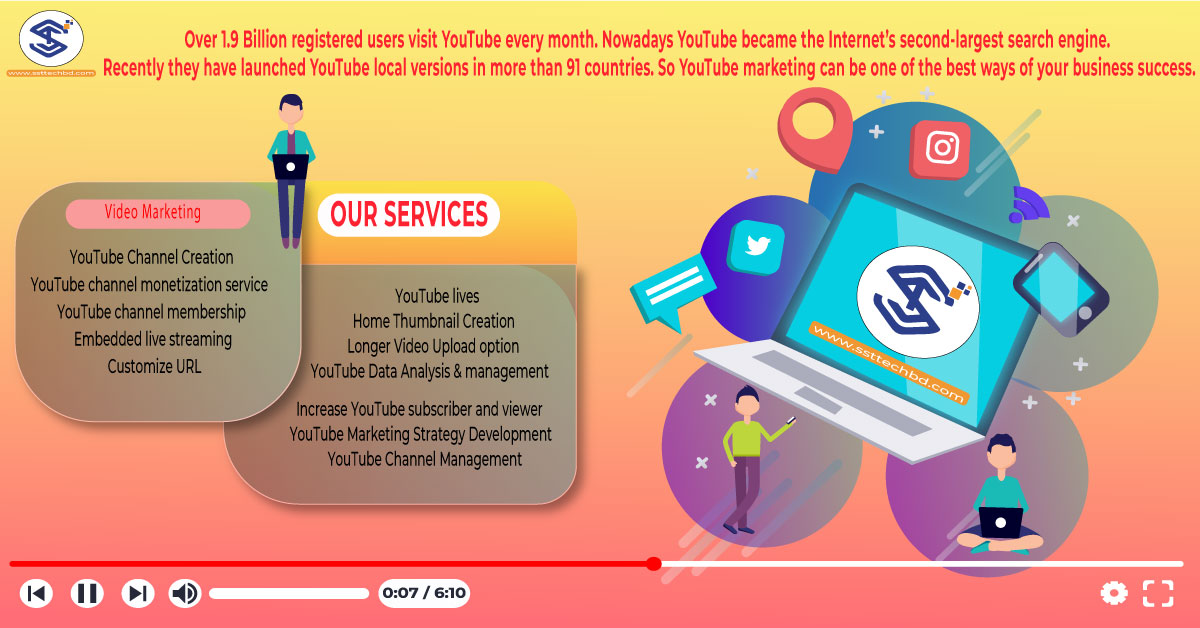 Over 1.9 Billion registered users visit YouTube every month. Nowadays YouTube became the Internet's second-largest search engine.
Recently they have launched YouTube local versions in more than 91 countries. So YouTube marketing can be one of the best ways of your business success.
www.ssttechbd.com
Video Marketing
YouTube Channel Creation
YouTube channel monetization service
YouTube channel membership
Embedded live streaming
Customize URL
OUR SERVICES
YouTube lives
Home Thumbnail Creation
Longer Video Upload option
YouTube Data Analysis & management
Increase YouTube subscriber and viewer
YouTube Marketing Strategy Development
YouTube Channel Management
www.ssttechbd.com
0:07 / 6:10